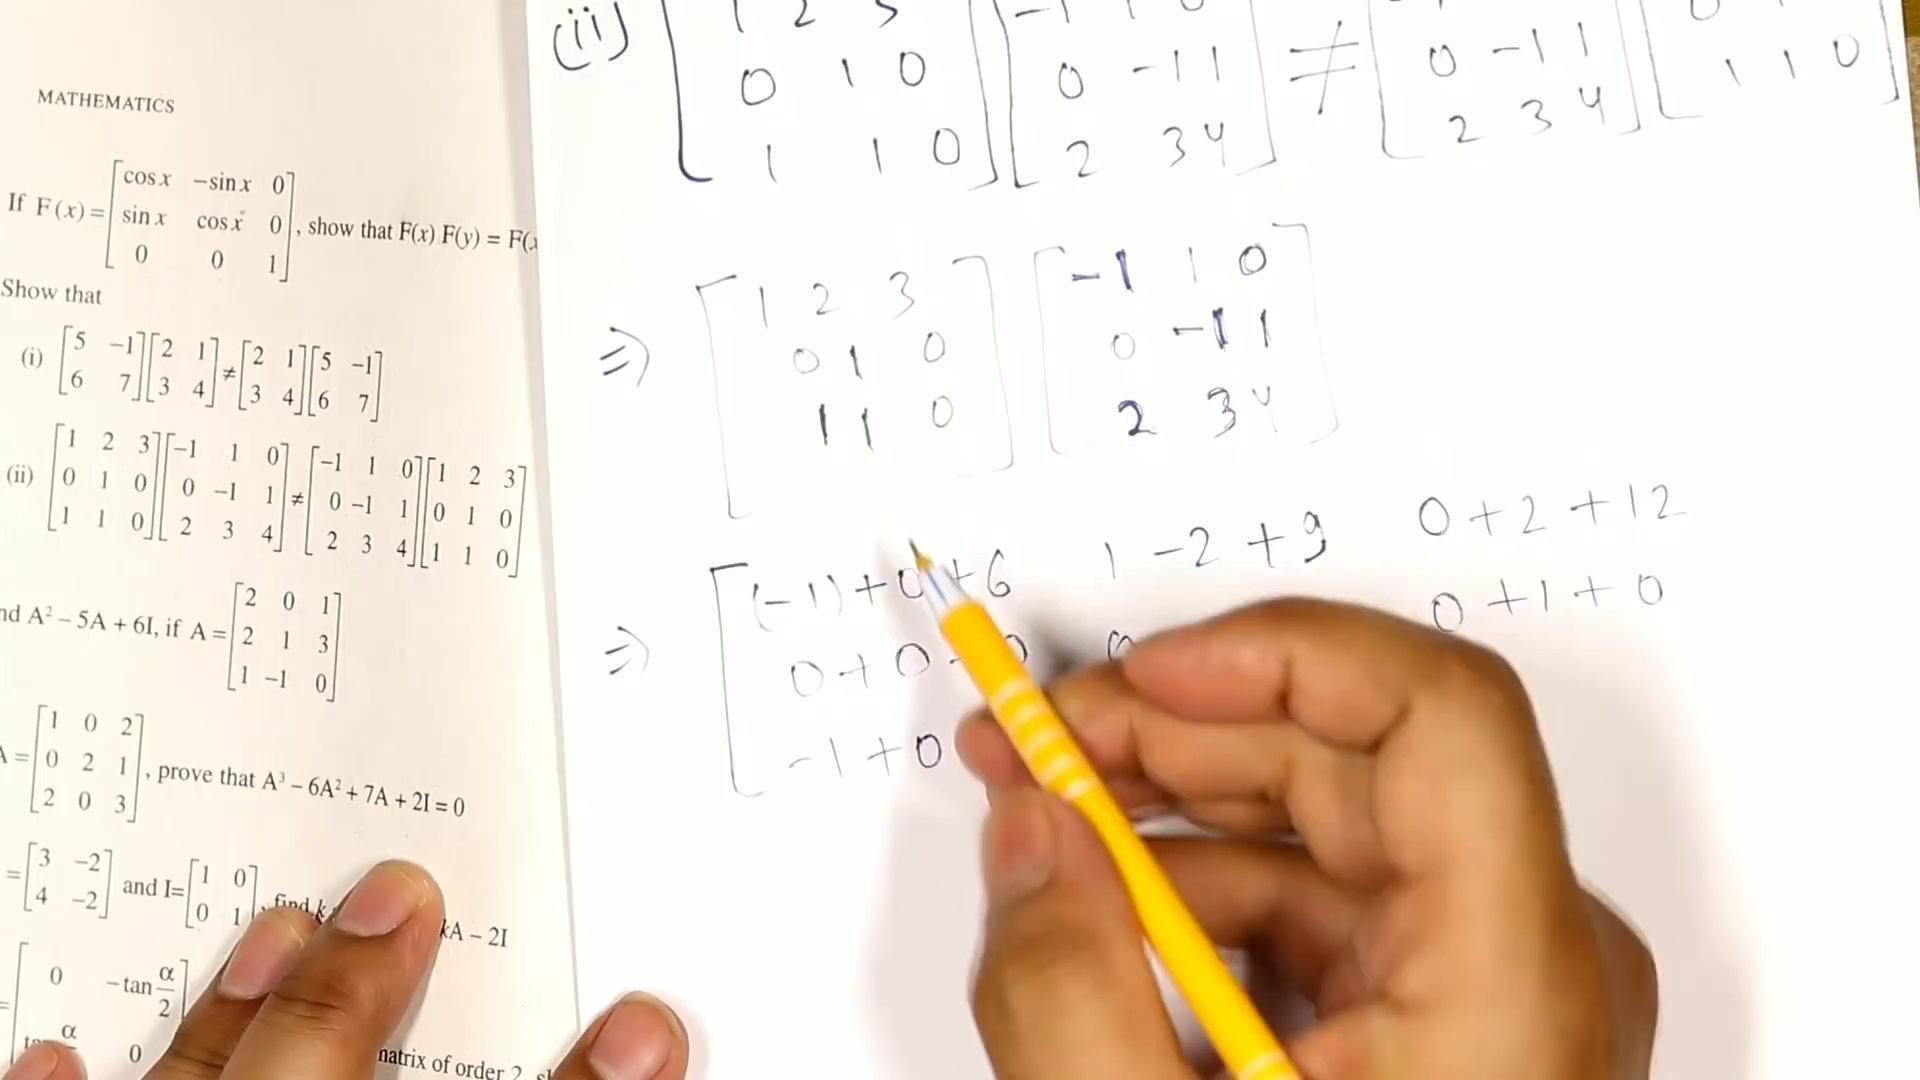 MATHEMATICS
If F(x) = [cos x −sin x 0
sin x cos x 0
0 0 1], show that F(x) F(y) = F(
Show that
(i) [5 −1
6 7] [2 1
3 4] ≠ [2 1
3 4] [5 −1
6 7]
(ii) [1 2 3
0 1 0
1 1 0] [−1 1 0
0 −1 1
2 3 4] ≠ [−1 1 0
0 −1 1
2 3 4] [1 2 3
0 1 0
1 1 0]
nd A² − 5A + 6I, if A = [2 0 1
2 1 3
1 −1 0]
A = [1 0 2
0 2 1
2 0 3], prove that A³ − 6A² + 7A + 2I = 0
= [3 −2
4 −2] and I = [1 0
0 1], find k
kA − 2I
= [0 −tan α/2
α
0
matrix of order 2,
(ii) [1 2 3
0 1 0
1 1 0] [−1 1 0
0 −1 1
2 3 4] ≠ [
0 −1 1
2 3 4] [
1 1 0]
⇒ [1 2 3
0 1 0
1 1 0] [−1 1 0
0 −1 1
2 3 4]
⇒ [(−1)+0+6 1−2+9 0+2+12
0+0+0 0 0+1+0
−1+0